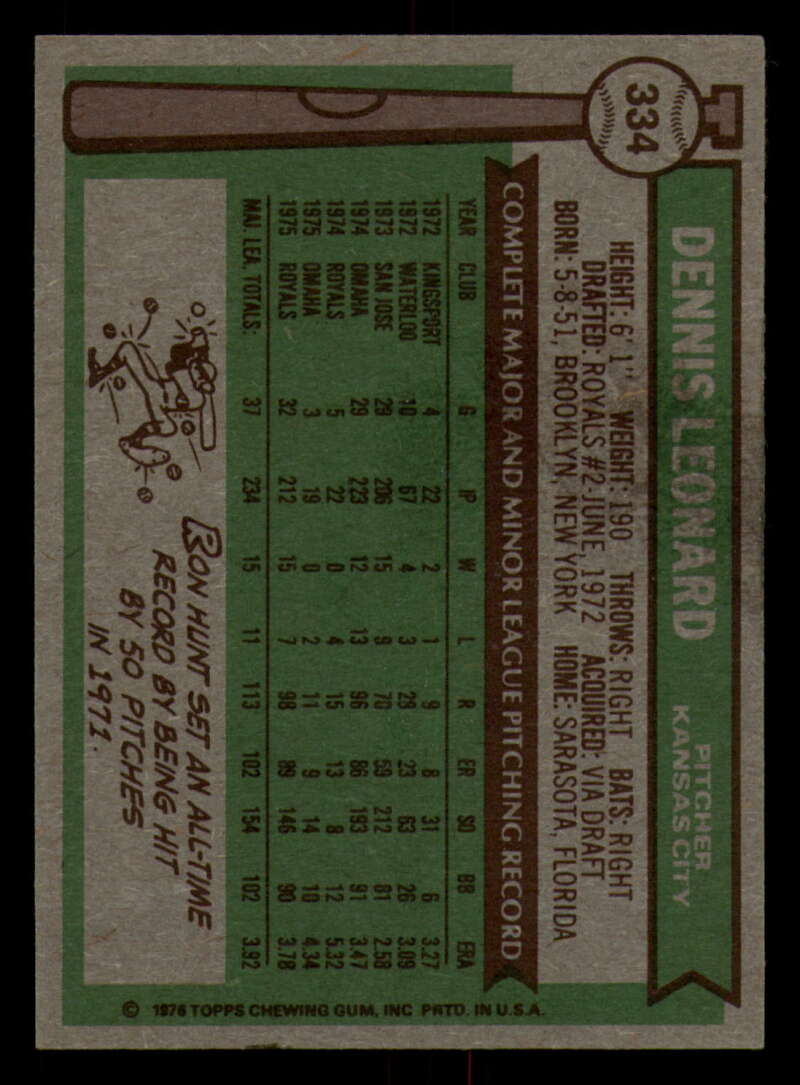 334
DENNIS LEONARD
PITCHER
KANSAS CITY
HEIGHT: 6' 1" WEIGHT: 190 THROWS: RIGHT BATS: RIGHT
DRAFTED: ROYALS #2-JUNE, 1972 ACQUIRED: VIA DRAFT
BORN: 5-8-51, BROOKLYN, NEW YORK HOME: SARASOTA, FLORIDA
COMPLETE MAJOR AND MINOR LEAGUE PITCHING RECORD
YEAR CLUB G IP W L R ER SO BB ERA
1972 KINGSPORT 4 22 2 1 9 8 31 6 3.27
1972 WATERLOO 10 67 4 3 29 23 63 26 3.09
1973 SAN JOSE 29 206 15 9 70 59 212 81 2.58
1974 OMAHA 29 223 12 13 96 86 193 91 3.47
1974 ROYALS 5 22 0 4 15 13 8 12 5.32
1975 OMAHA 3 19 0 2 11 9 14 10 4.34
1975 ROYALS 32 212 15 7 98 89 146 90 3.78
MAJ. LEA. TOTALS: 37 234 15 11 113 102 154 102 3.92
RON HUNT SET AN ALL-TIME
RECORD BY BEING HIT
BY 50 PITCHES
IN 1971.
© 1976 TOPPS CHEWING GUM, INC PRTD. IN U.S.A.